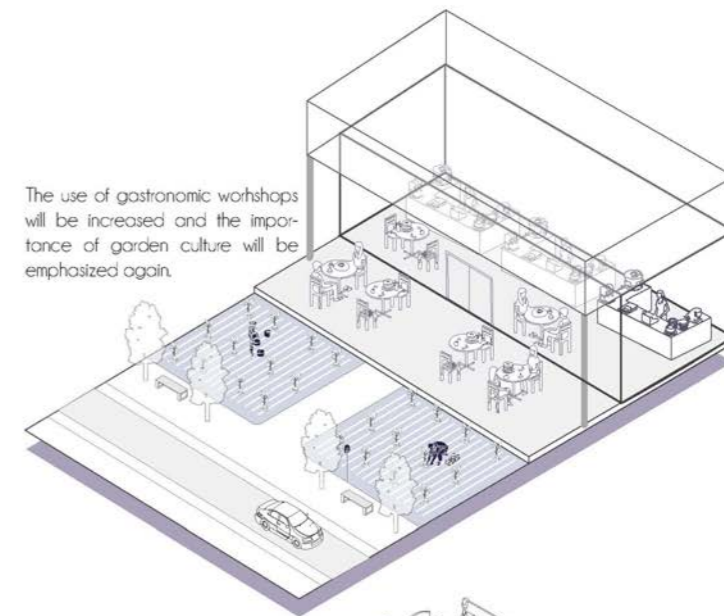 The use of gastronomic worhshops
will be increased and the impor-
tance of garden culture will be
emphasized again.